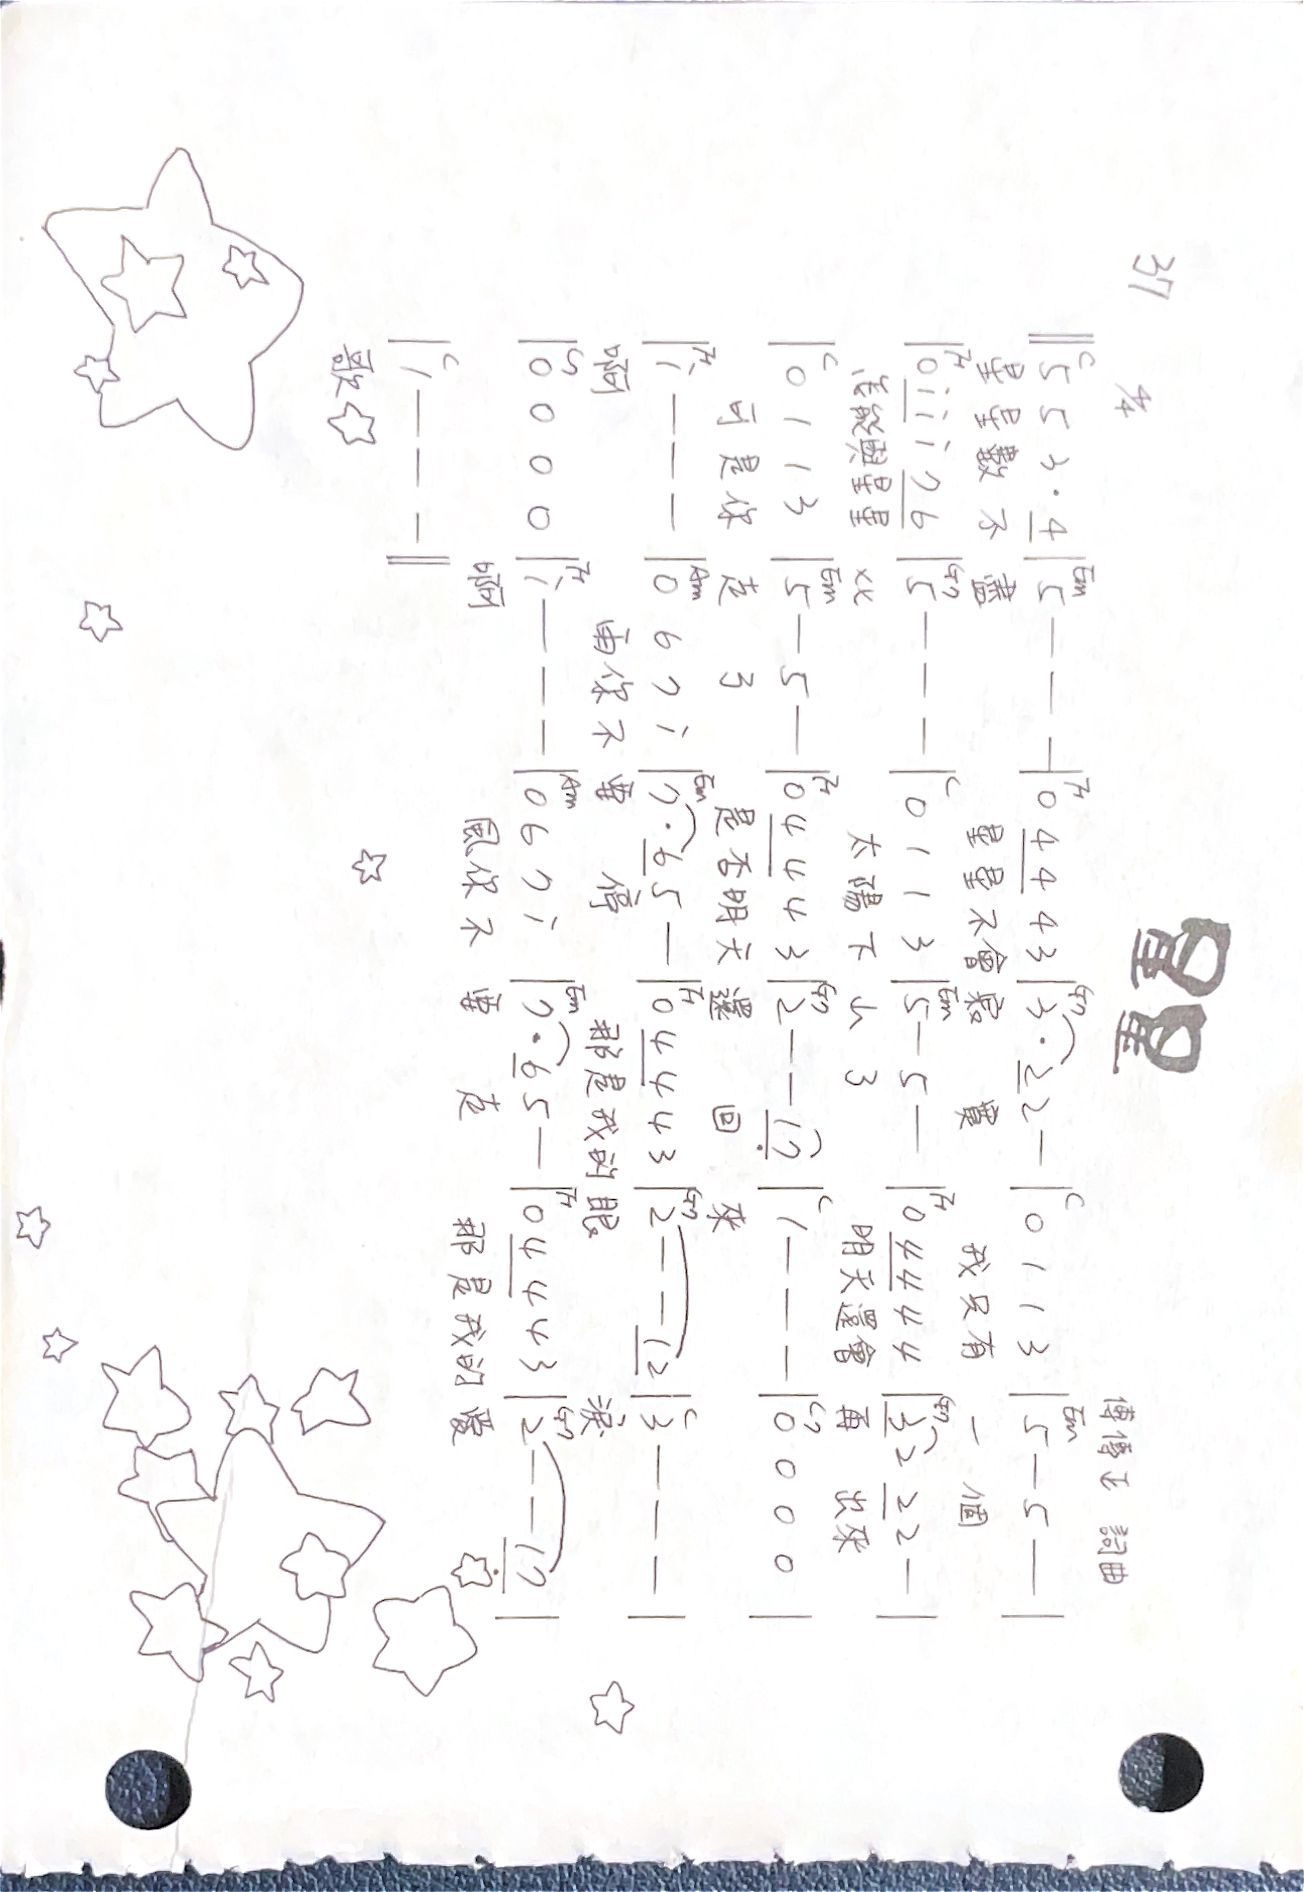 星星
37 4/4
傅傳正 詞曲
C Em F G7 C Em
‖ 5 5 3 · 4 | 5 — — — | 0 4 4 4 3 | 3 · 2 2 — | 0 1 1 3 | 5 — 5 — |
星星數不盡 星星不會寂寞 我只有一個
F G7 C Em F G7
| 0 i i i 7 6 | 5 — — — | 0 1 1 3 | 5 — 5 — | 0 4 4 4 4 | 3 2 2 2 — |
怎能與星星比 太陽下山了 明天還會再出來
C Em F G7 C C7
| 0 1 1 3 | 5 — 5 — | 0 4 4 4 3 | 2 — — 1 7̣ | 1 — — — | 0 0 0 0 |
可是你走了 是否明天還回來
F Am Em F G7 C
| i — — — | 0 6 7 i | 7 · 6 5 — | 0 4 4 4 3 | 2 — — 1 2 | 3 — — — |
啊 雨你不要停 那是我的眼淚
C7 F Am Em F G7
| 0 0 0 0 | i — — — | 0 6 7 i | 7 · 6 5 — | 0 4 4 4 3 | 2 — — 1 7̣ |
啊 風你不要走 那是我的愛
C
| 1 — — — ‖
歌